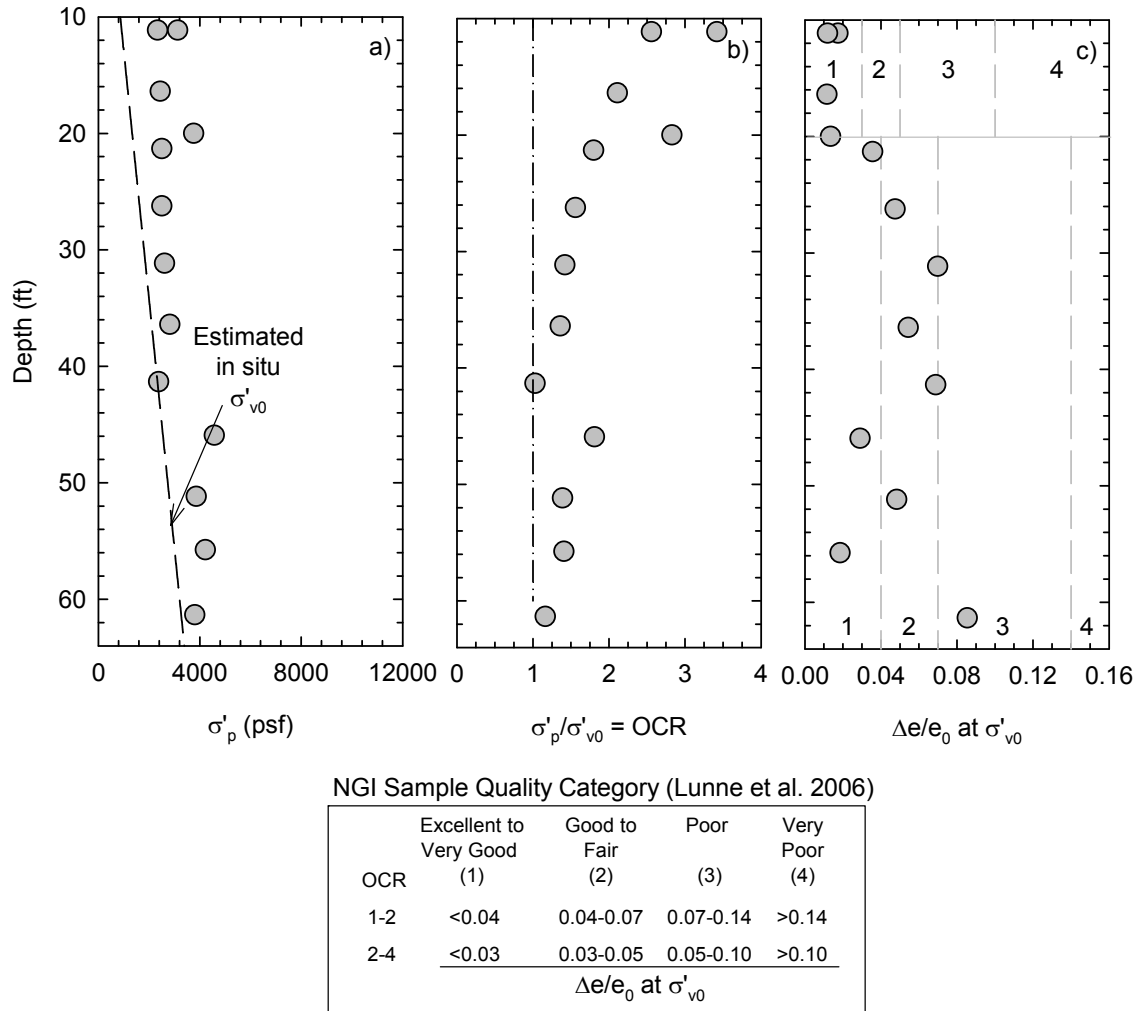 a)
b)
c)
10
20
30
40
50
60
Depth (ft)
Estimated
in situ
σ'v0
0 4000 8000 12000
σ'p (psf)
0 1 2 3 4
σ'p/σ'v0 = OCR
1 2 3 4
1 2 3 4
0.00 0.04 0.08 0.12 0.16
Δe/e0 at σ'v0
NGI Sample Quality Category (Lunne et al. 2006)
Excellent to Good to Poor Very
Very Good Fair Poor
OCR (1) (2) (3) (4)
1-2 <0.04 0.04-0.07 0.07-0.14 >0.14
2-4 <0.03 0.03-0.05 0.05-0.10 >0.10
Δe/e0 at σ'v0